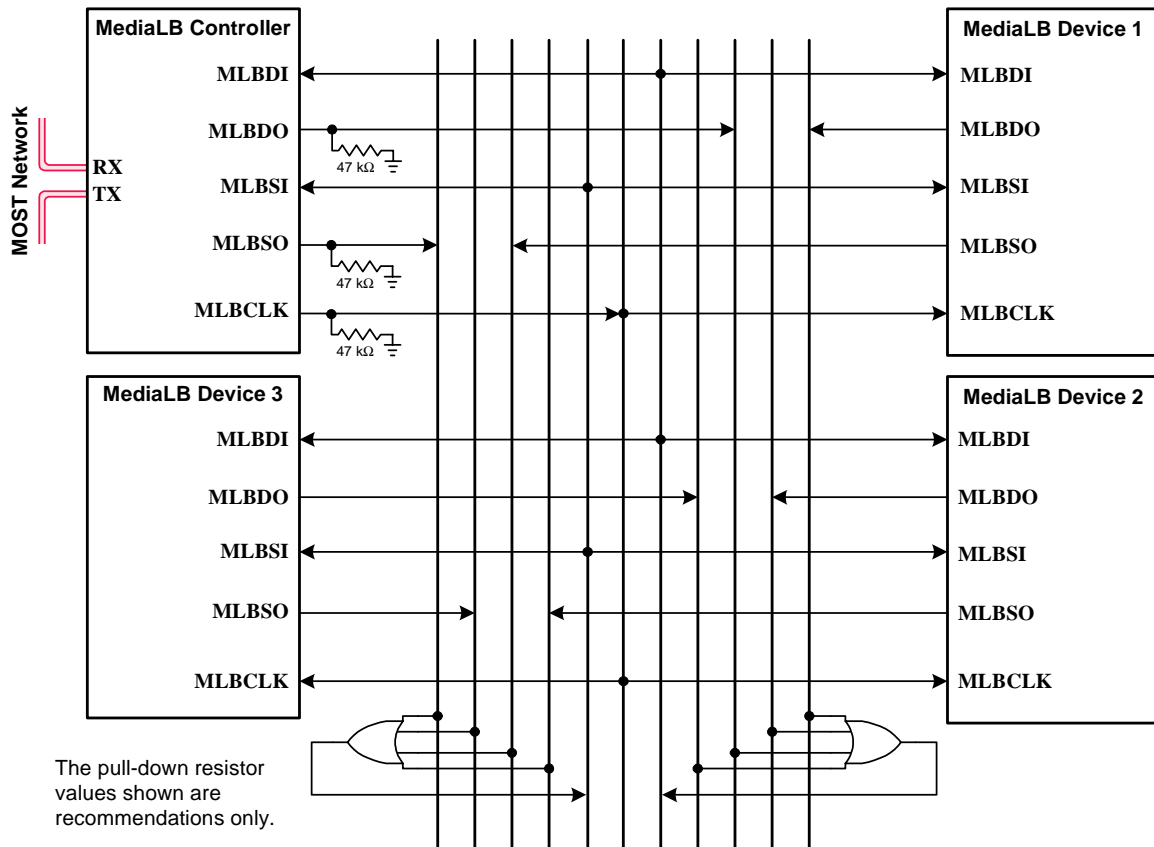 MediaLB Controller
MLBDI
MLBDO
47 kΩ
MLBSI
MLBSO
47 kΩ
MLBCLK
47 kΩ
MOST Network
RX
TX
MediaLB Device 1
MLBDI
MLBDO
MLBSI
MLBSO
MLBCLK
MediaLB Device 3
MLBDI
MLBDO
MLBSI
MLBSO
MLBCLK
MediaLB Device 2
MLBDI
MLBDO
MLBSI
MLBSO
MLBCLK
The pull-down resistor
values shown are
recommendations only.